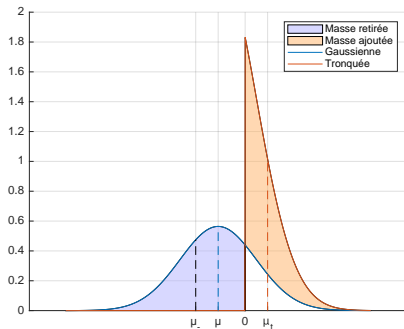 2
1.8
1.6
1.4
1.2
1
0.8
0.6
0.4
0.2
0
Masse retirée
Masse ajoutée
Gaussienne
Tronquée
μ- μ 0 μt